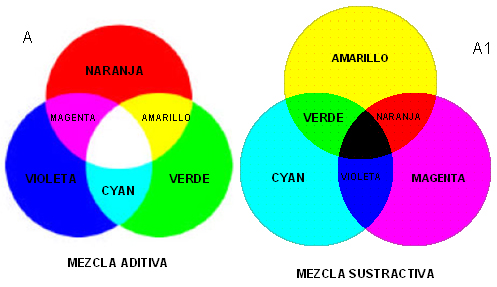 A
NARANJA
MAGENTA
AMARILLO
VIOLETA
CYAN
VERDE
MEZCLA ADITIVA
A1
AMARILLO
VERDE
NARANJA
CYAN
VIOLETA
MAGENTA
MEZCLA SUSTRACTIVA